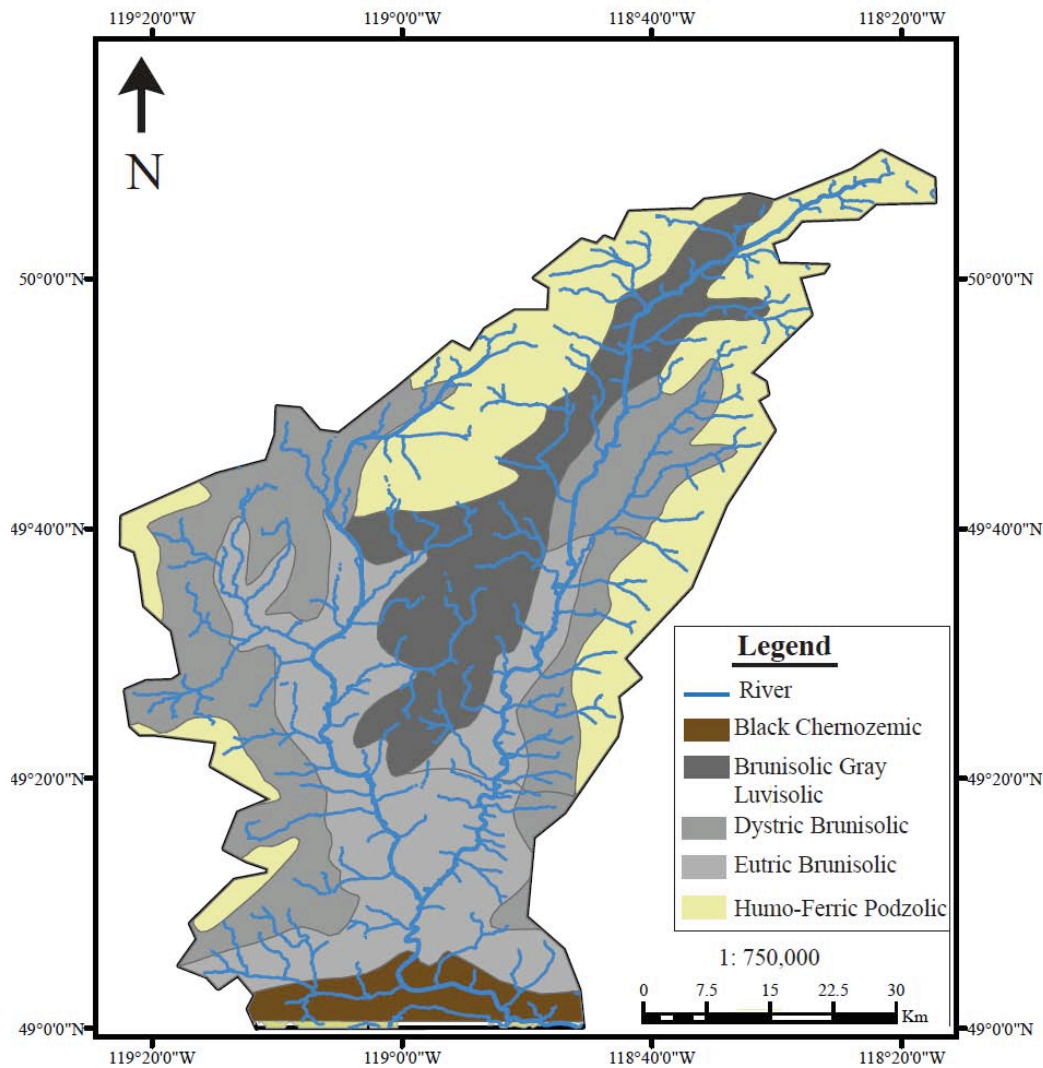 119°20'0"W 119°0'0"W 118°40'0"W 118°20'0"W
N
50°0'0"N 50°0'0"N
49°40'0"N 49°40'0"N
Legend
River
Black Chernozemic
Brunisolic Gray
Luvisolic
Dystric Brunisolic
Eutric Brunisolic
Humo-Ferric Podzolic
49°20'0"N 49°20'0"N
1: 750,000
0 7.5 15 22.5 30
Km
49°0'0"N 49°0'0"N
119°20'0"W 119°0'0"W 118°40'0"W 118°20'0"W